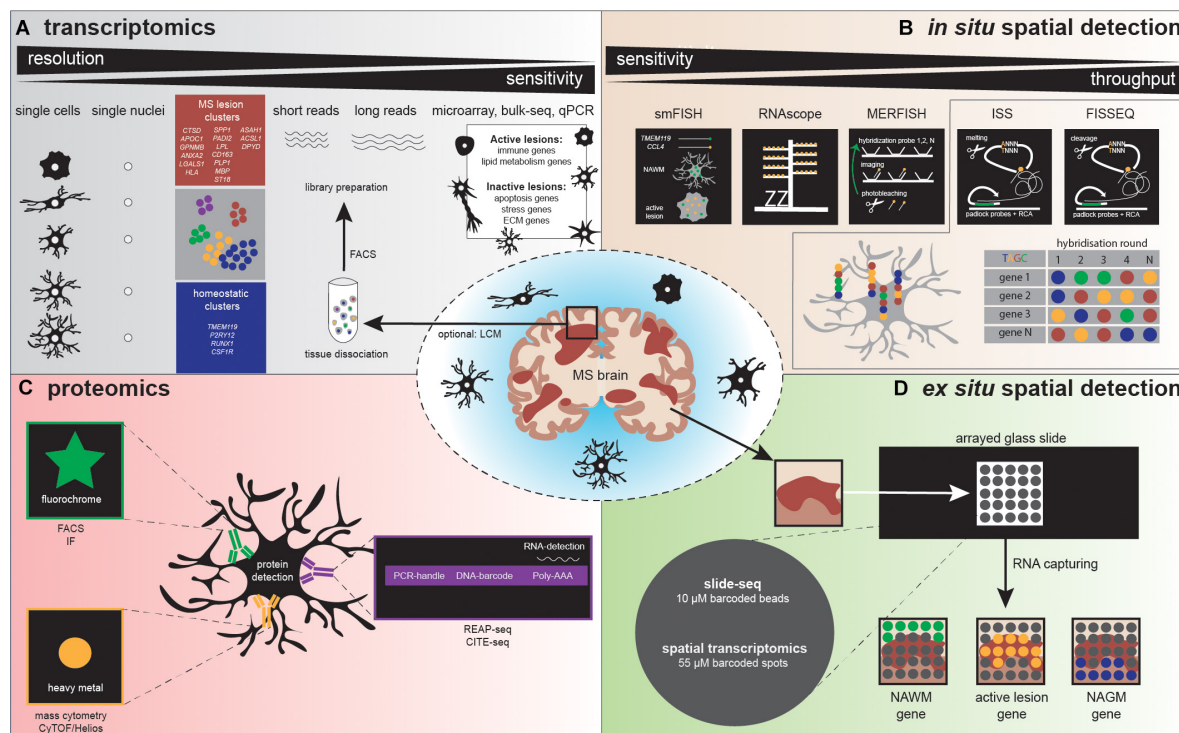 A transcriptomics
resolution
sensitivity
single cells
single nuclei
MS lesion
clusters
CTSD SPP1 ASAH1
APOC1 PADI2 ACSL1
GPNMB LPL DPYD
ANXA2 CD163
LGALS1 PLP1
HLA MBP
ST18
homeostatic
clusters
TMEM119
P2RY12
RUNX1
CSF1R
short reads
long reads
microarray, bulk-seq, qPCR
library preparation
FACS
tissue dissociation
Active lesions:
immune genes
lipid metabolism genes
Inactive lesions:
apoptosis genes
stress genes
ECM genes
optional: LCM
MS brain
B in situ spatial detection
sensitivity
throughput
smFISH
TMEM119
CCL4
NAWM
active
lesion
RNAscope
ZZ
MERFISH
hybridization probe 1,2, N
imaging
photobleaching
ISS
melting
ANNN
TNNN
padlock probes + RCA
FISSEQ
cleavage
ANNN
TNNN
padlock probes + RCA
hybridisation round
TAGC 1 2 3 4 N
gene 1
gene 2
gene 3
gene N
C proteomics
fluorochrome
FACS
IF
protein
detection
heavy metal
mass cytometry
CyTOF/Helios
RNA-detection
PCR-handle DNA-barcode Poly-AAA
REAP-seq
CITE-seq
D ex situ spatial detection
arrayed glass slide
RNA capturing
slide-seq
10 µM barcoded beads
spatial transcriptomics
55 µM barcoded spots
NAWM
gene
active lesion
gene
NAGM
gene